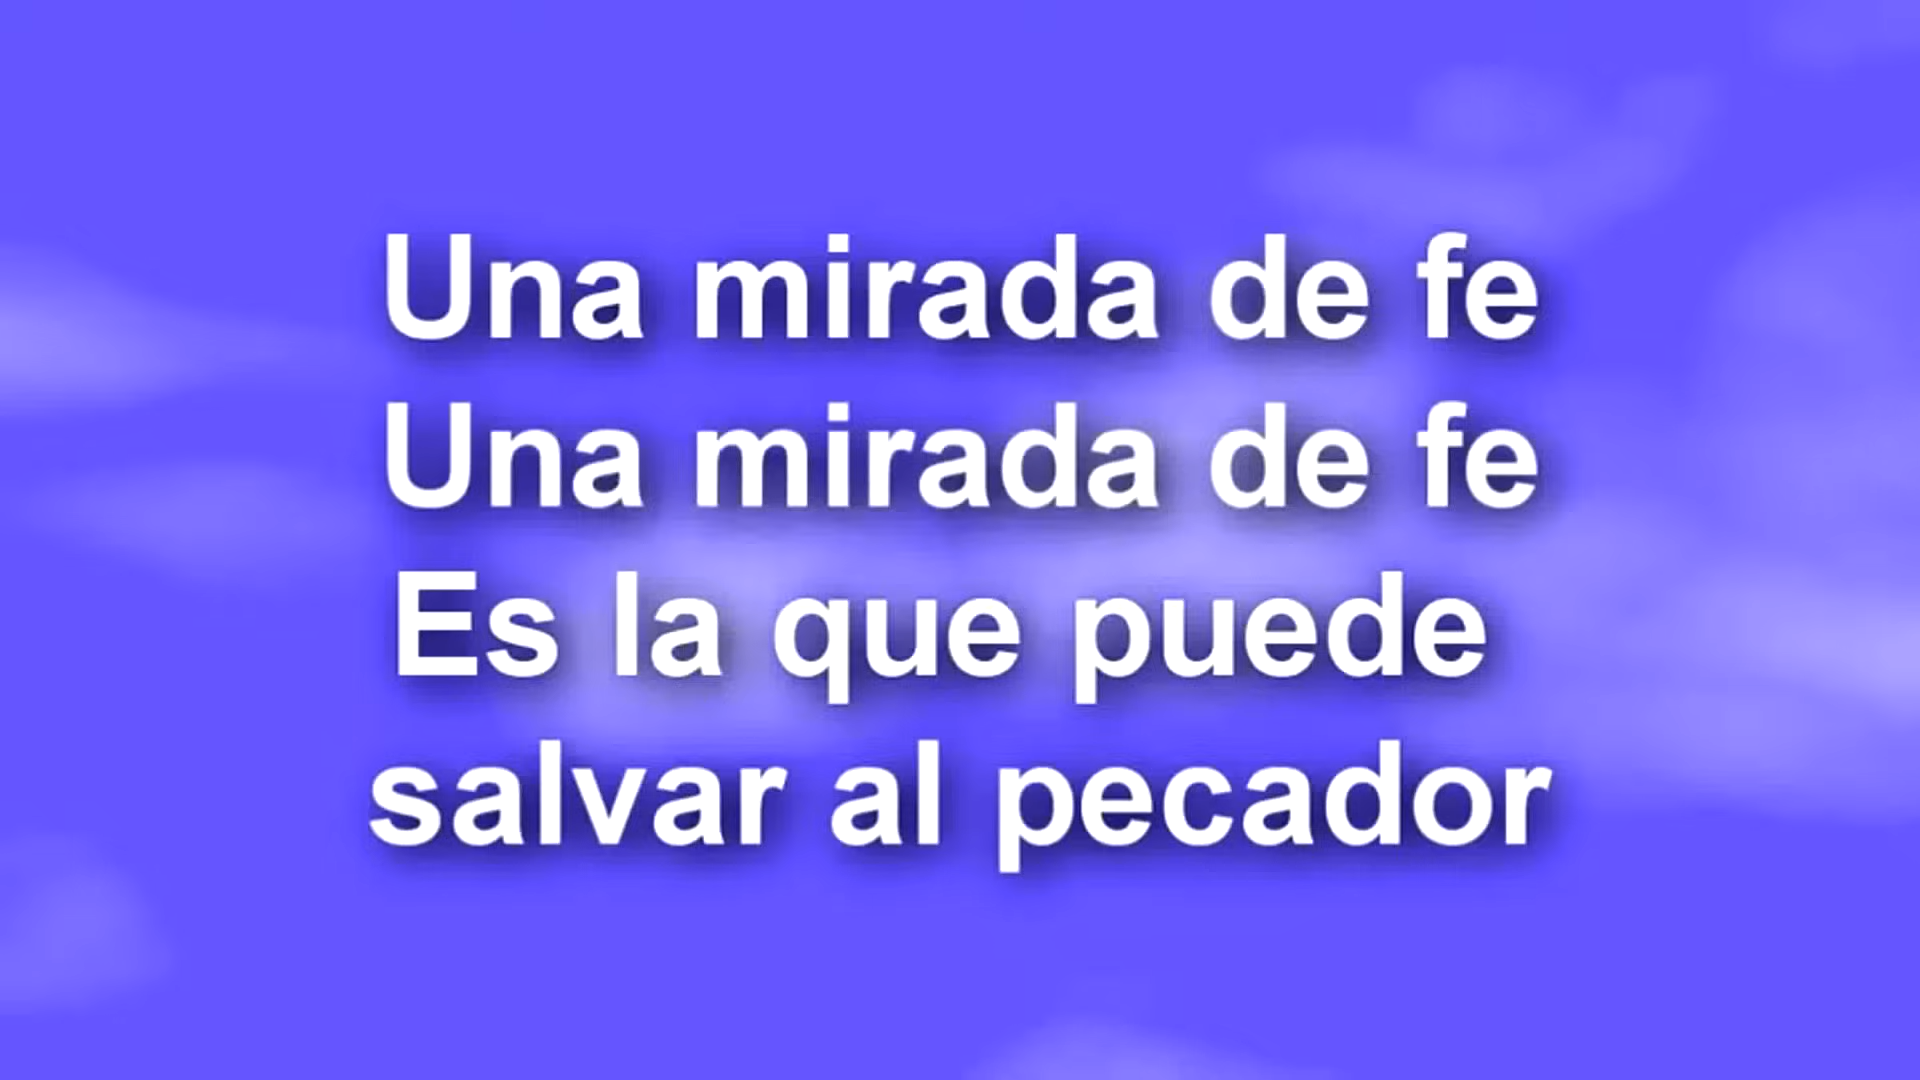 Una mirada de fe
Una mirada de fe
Es la que puede
salvar al pecador